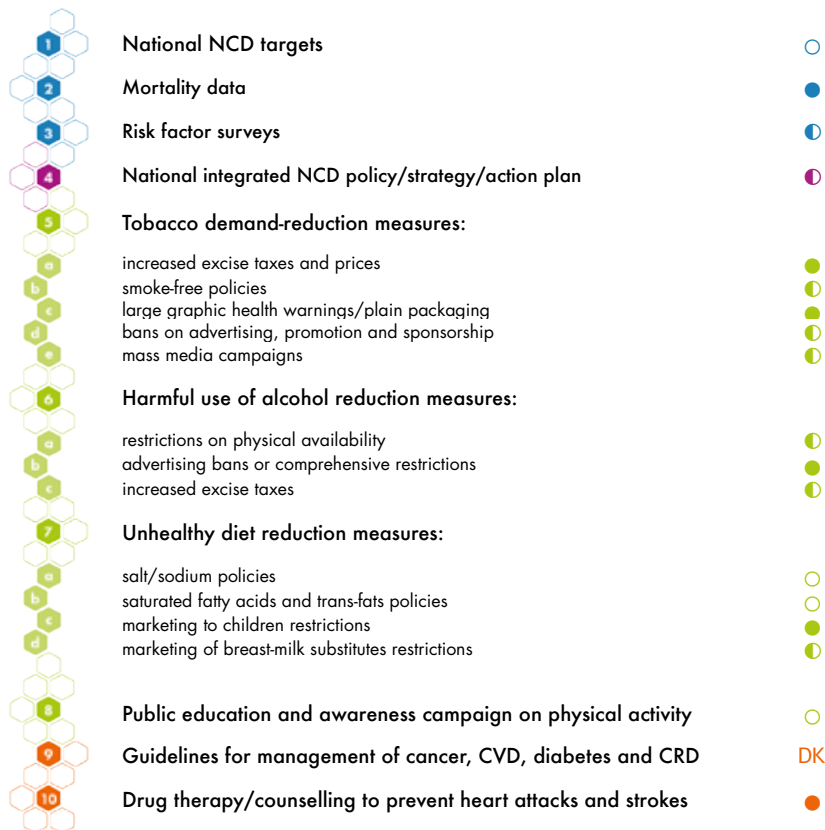 1 National NCD targets
2 Mortality data
3 Risk factor surveys
4 National integrated NCD policy/strategy/action plan
5 Tobacco demand-reduction measures:
a increased excise taxes and prices
b smoke-free policies
c large graphic health warnings/plain packaging
d bans on advertising, promotion and sponsorship
e mass media campaigns
6 Harmful use of alcohol reduction measures:
a restrictions on physical availability
b advertising bans or comprehensive restrictions
c increased excise taxes
7 Unhealthy diet reduction measures:
a salt/sodium policies
b saturated fatty acids and trans-fats policies
c marketing to children restrictions
d marketing of breast-milk substitutes restrictions
8 Public education and awareness campaign on physical activity
9 Guidelines for management of cancer, CVD, diabetes and CRD DK
10 Drug therapy/counselling to prevent heart attacks and strokes